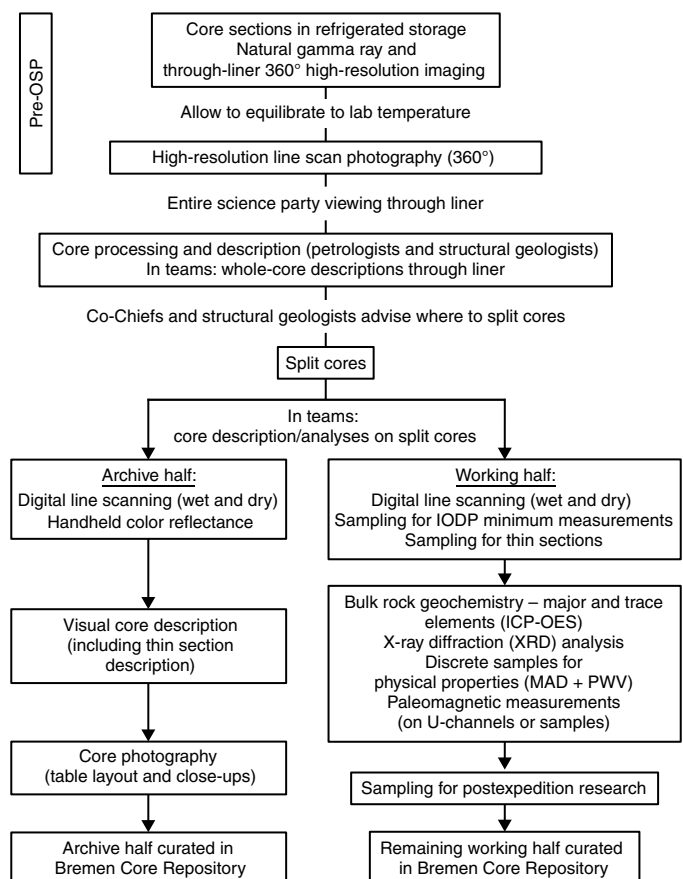 Pre-OSP
Core sections in refrigerated storage
Natural gamma ray and
through-liner 360° high-resolution imaging
Allow to equilibrate to lab temperature
High-resolution line scan photography (360°)
Entire science party viewing through liner
Core processing and description (petrologists and structural geologists)
In teams: whole-core descriptions through liner
Co-Chiefs and structural geologists advise where to split cores
Split cores
In teams:
core description/analyses on split cores
Archive half:
Digital line scanning (wet and dry)
Handheld color reflectance
Visual core description
(including thin section
description)
Core photography
(table layout and close-ups)
Archive half curated in
Bremen Core Repository
Working half:
Digital line scanning (wet and dry)
Sampling for IODP minimum measurements
Sampling for thin sections
Bulk rock geochemistry – major and trace
elements (ICP-OES)
X-ray diffraction (XRD) analysis
Discrete samples for
physical properties (MAD + PWV)
Paleomagnetic measurements
(on U-channels or samples)
Sampling for postexpedition research
Remaining working half curated
in Bremen Core Repository